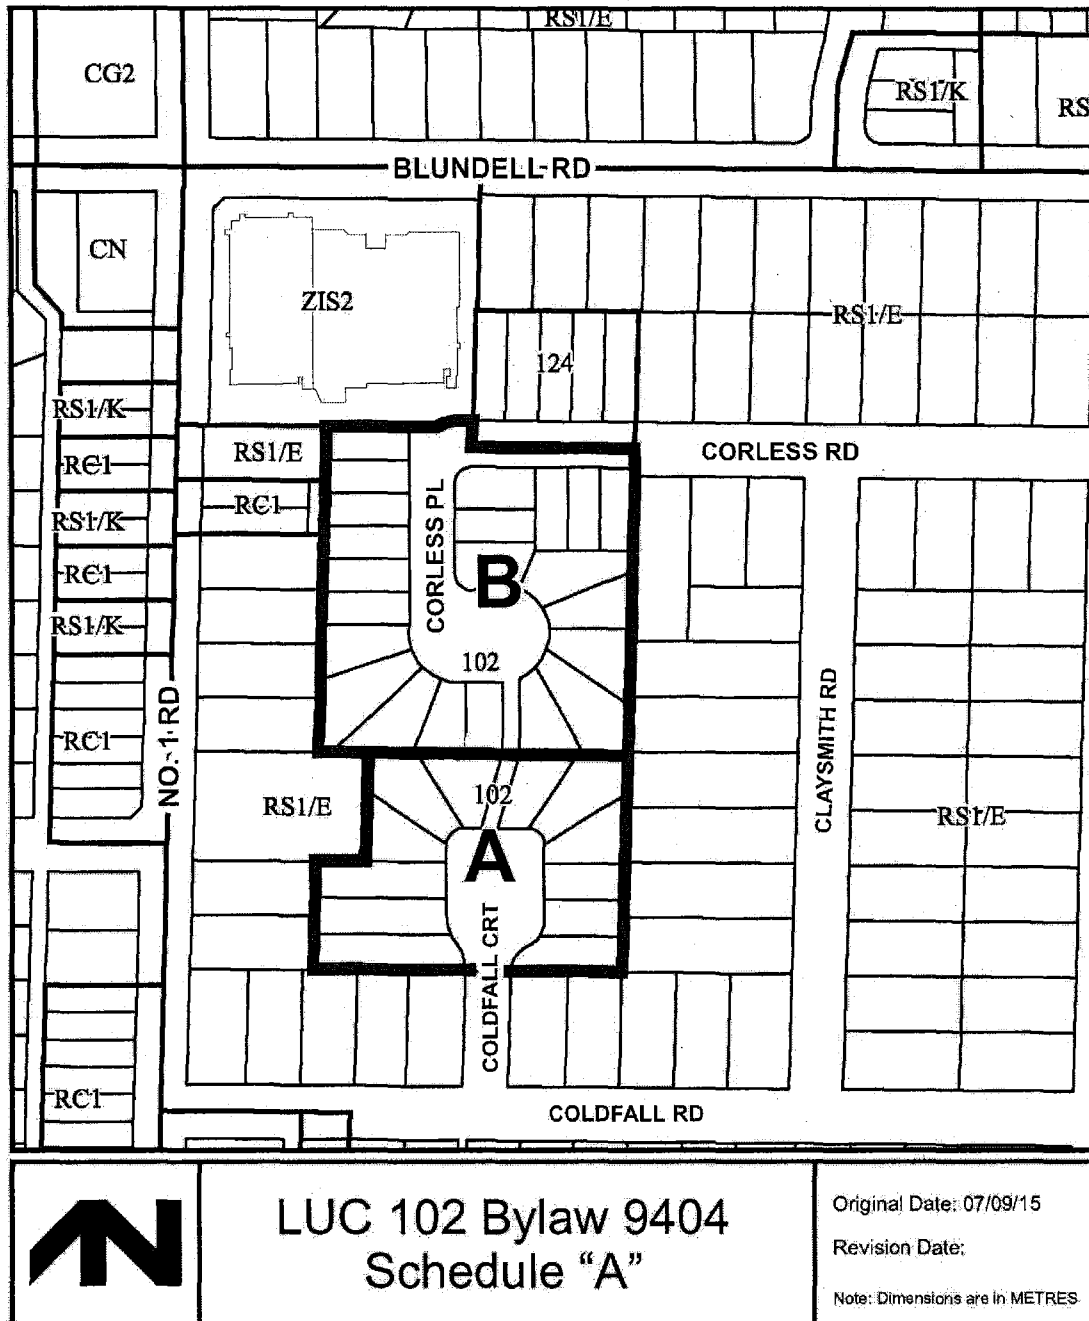 RS1/E
CG2
RS1/K
RS
BLUNDELL RD
CN
ZIS2
RS1/E
124
RS1/K
RS1/E
CORLESS RD
RC1
RC1
CORLESS PL
RS1/K
B
RC1
RS1/K
102
NO. 1 RD
CLAYSMITH RD
RC1
102
RS1/E
RS1/E
A
COLDFALL CRT
RC1
COLDFALL RD
LUC 102 Bylaw 9404
Schedule “A”
Original Date: 07/09/15
Revision Date:
Note: Dimensions are in METRES